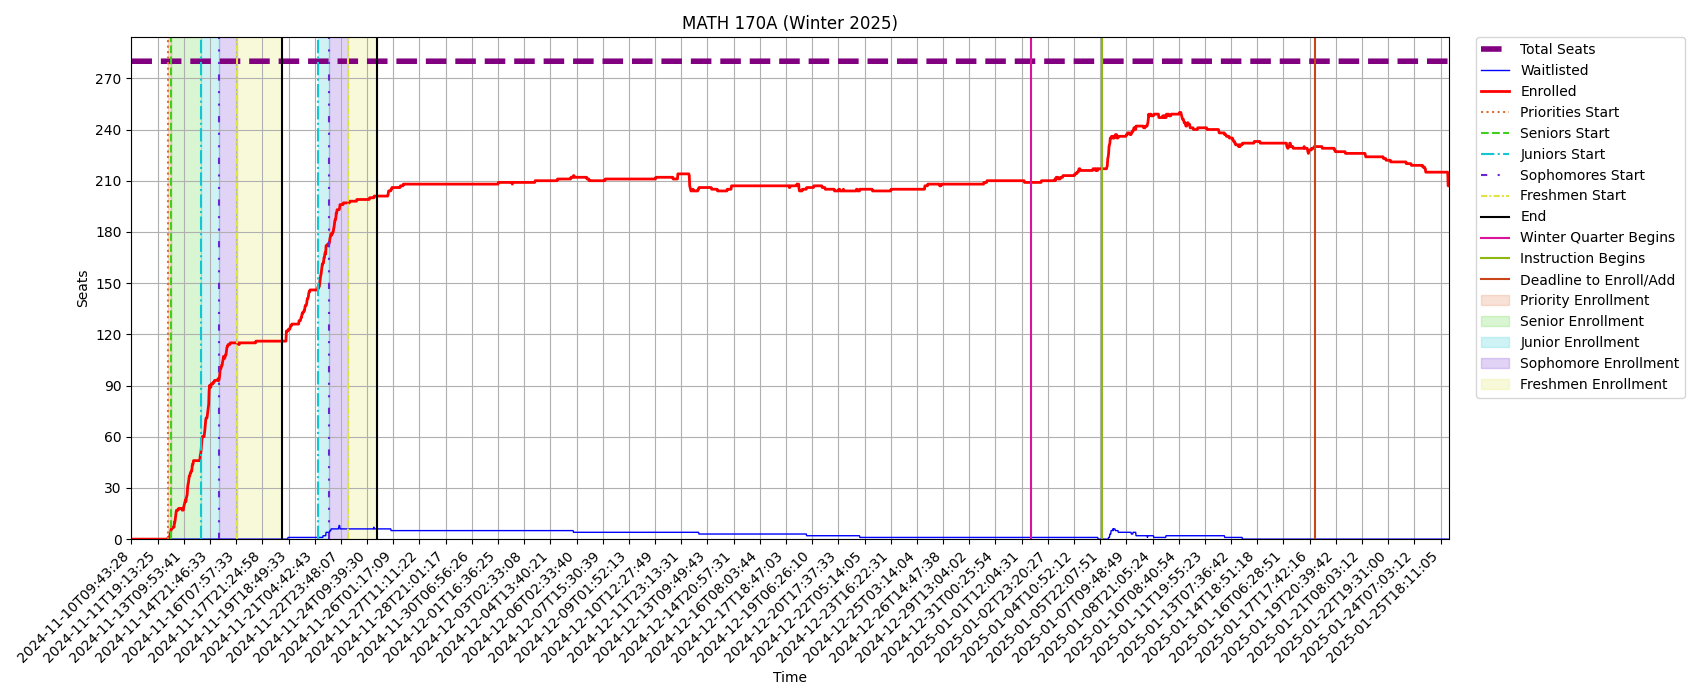 MATH 170A (Winter 2025)
Seats
270
240
210
180
150
120
90
60
30
0
2024-11-10T09:43:28
2024-11-11T19:13:25
2024-11-13T09:53:41
2024-11-14T21:46:33
2024-11-16T07:57:33
2024-11-17T21:24:58
2024-11-19T18:49:33
2024-11-21T04:42:43
2024-11-22T23:48:07
2024-11-24T09:39:30
2024-11-26T01:17:09
2024-11-27T11:11:22
2024-11-28T21:01:17
2024-11-30T06:56:26
2024-12-01T16:36:25
2024-12-03T02:33:08
2024-12-04T13:40:21
2024-12-06T02:33:40
2024-12-07T15:30:39
2024-12-09T01:52:13
2024-12-10T12:27:49
2024-12-11T23:13:31
2024-12-13T09:49:43
2024-12-14T20:57:31
2024-12-16T08:03:44
2024-12-17T18:47:03
2024-12-19T06:26:10
2024-12-20T17:37:33
2024-12-22T05:14:05
2024-12-23T16:22:31
2024-12-25T03:14:04
2024-12-26T14:47:38
2024-12-29T13:04:02
2024-12-31T00:25:54
2025-01-01T12:04:31
2025-01-02T23:20:27
2025-01-04T10:52:12
2025-01-05T22:07:51
2025-01-07T09:48:49
2025-01-08T21:05:24
2025-01-10T08:40:54
2025-01-11T19:55:23
2025-01-13T07:36:42
2025-01-14T18:51:18
2025-01-16T06:28:51
2025-01-17T17:42:16
2025-01-19T20:39:42
2025-01-21T08:03:12
2025-01-22T19:31:00
2025-01-24T07:03:12
2025-01-25T18:11:05
Time
Total Seats
Waitlisted
Enrolled
Priorities Start
Seniors Start
Juniors Start
Sophomores Start
Freshmen Start
End
Winter Quarter Begins
Instruction Begins
Deadline to Enroll/Add
Priority Enrollment
Senior Enrollment
Junior Enrollment
Sophomore Enrollment
Freshmen Enrollment